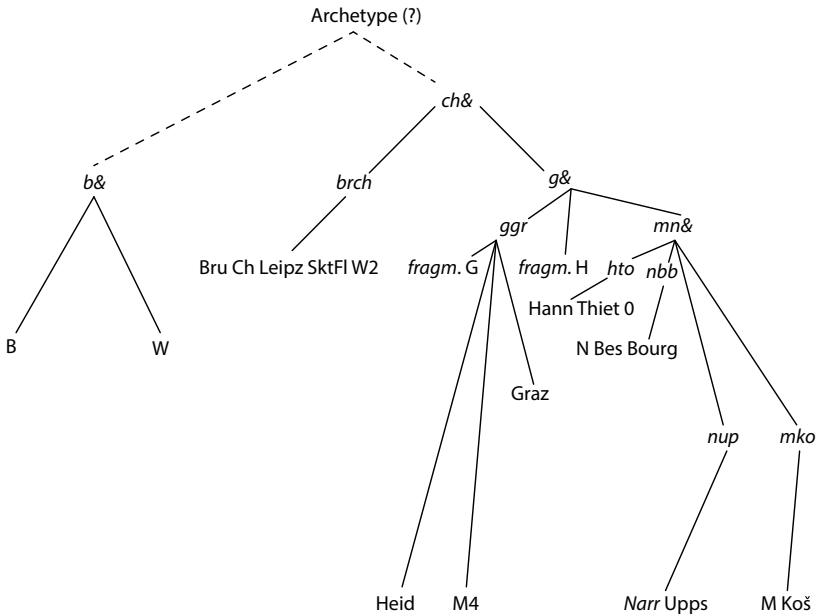 Archetype (?)
ch&
b&
brch
g&
ggr
mn&
Bru Ch Leipz SktFl W2
fragm. G
fragm. H
hto
nbb
Hann Thiet 0
B
W
N Bes Bourg
Graz
nup
mko
Heid
M4
Narr Upps
M Koš